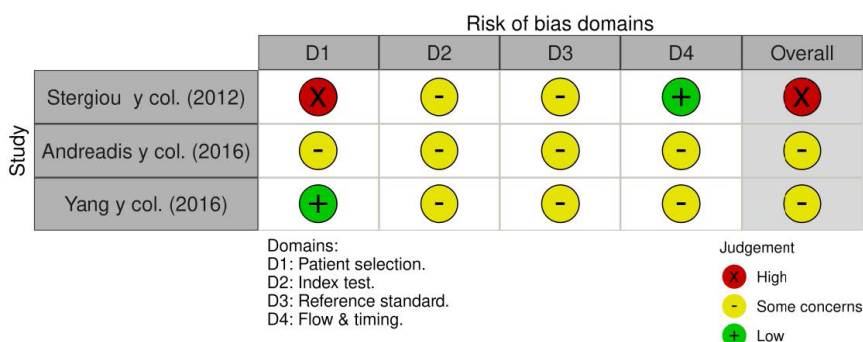 Risk of bias domains
D1 D2 D3 D4 Overall
Study
Stergiou y col. (2012) X - - + X
Andreadis y col. (2016) - - - - -
Yang y col. (2016) + - - - -
Domains:
D1: Patient selection.
D2: Index test.
D3: Reference standard.
D4: Flow & timing.
Judgement
X High
- Some concerns
+ Low